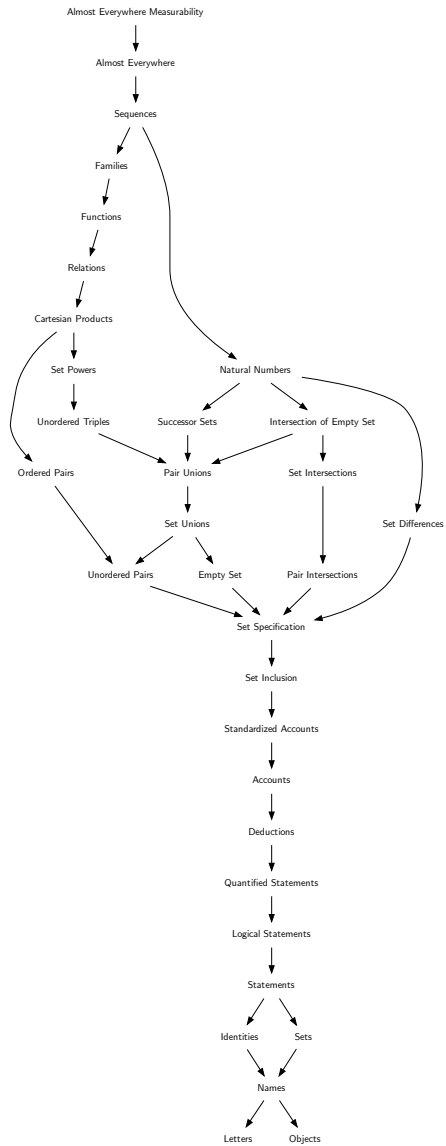 Almost Everywhere Measurability
Almost Everywhere
Sequences
Families
Functions
Relations
Cartesian Products
Set Powers
Natural Numbers
Unordered Triples
Successor Sets
Intersection of Empty Set
Ordered Pairs
Pair Unions
Set Intersections
Set Unions
Set Differences
Unordered Pairs
Empty Set
Pair Intersections
Set Specification
Set Inclusion
Standardized Accounts
Accounts
Deductions
Quantified Statements
Logical Statements
Statements
Identities
Sets
Names
Letters
Objects